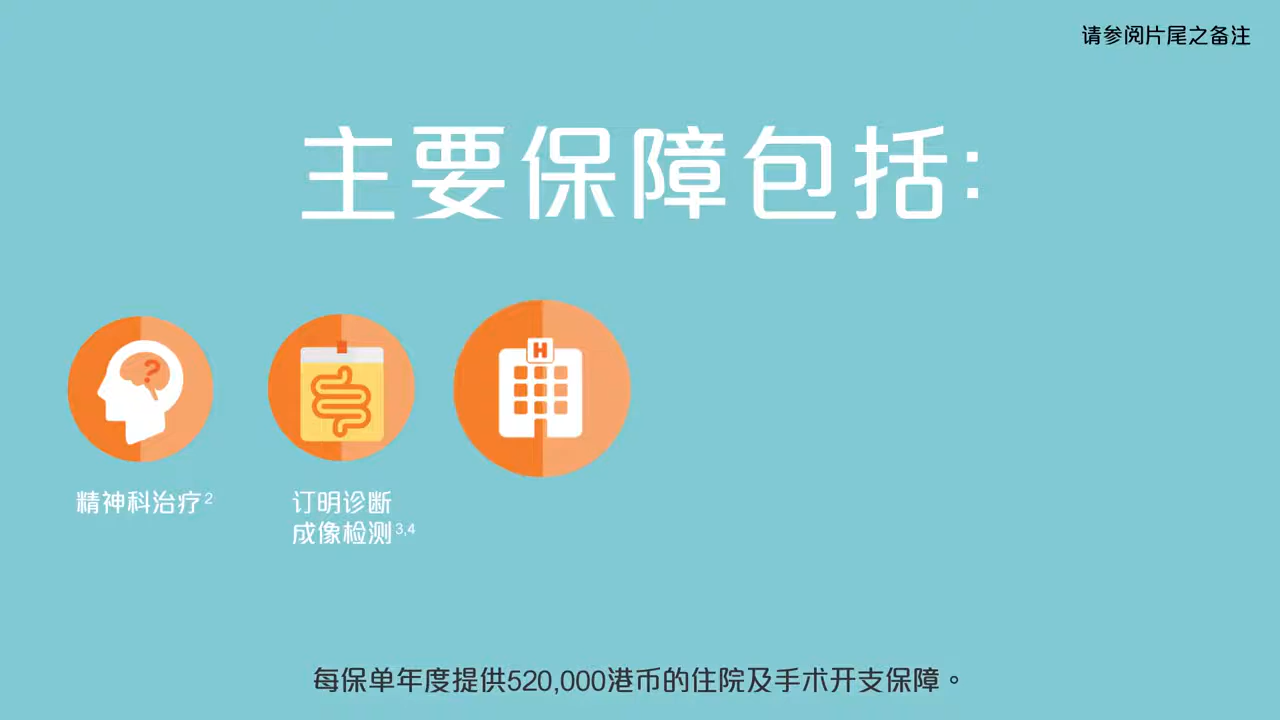 请参阅片尾之备注
主要保障包括:
H
精神科治疗2
订明诊断
成像检测3,4
每保单年度提供520,000港币的住院及手术开支保障。